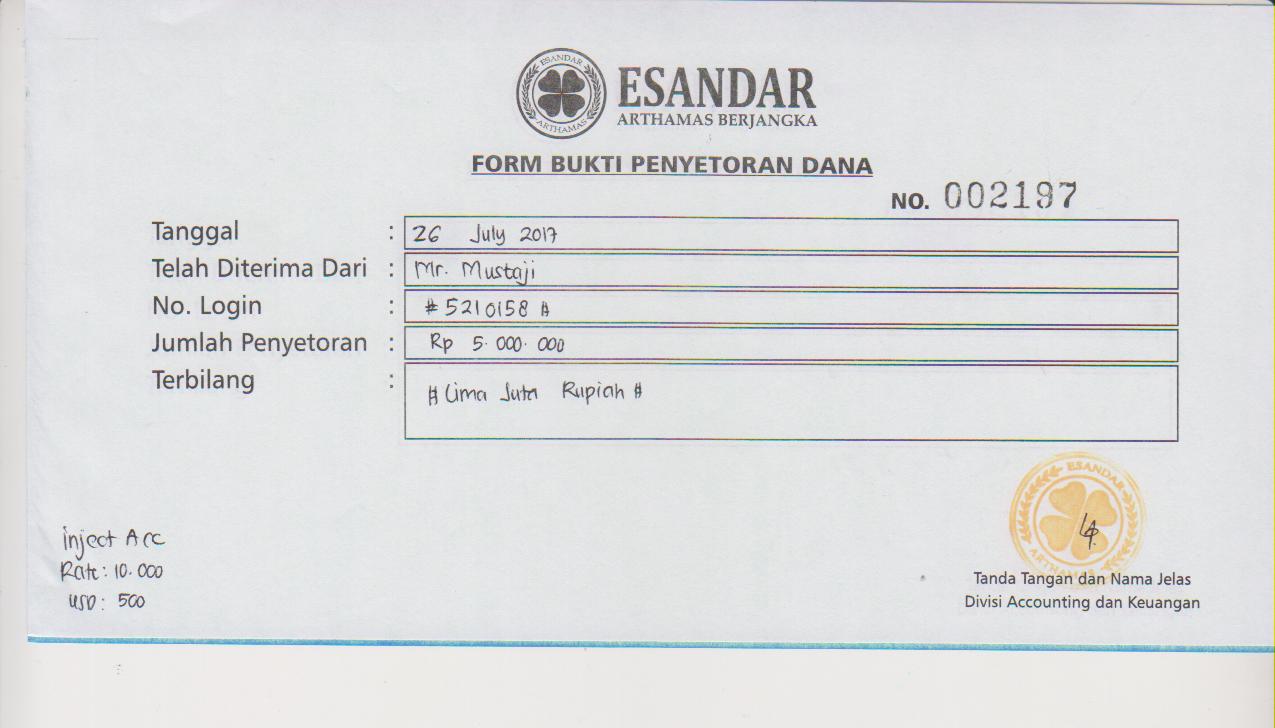 ESANDAR
ARTHAMAS
ESANDAR
ARTHAMAS BERJANGKA
FORM BUKTI PENYETORAN DANA
NO. 002197
Tanggal : 26 July 2017
Telah Diterima Dari : Mr. Mustaji
No. Login : # 5210158 #
Jumlah Penyetoran : Rp 5.000.000
Terbilang : # Lima Juta Rupiah #
ESANDAR
ARTHAMAS
inject Acc
Rate: 10.000
USD: 500
Tanda Tangan dan Nama Jelas
Divisi Accounting dan Keuangan